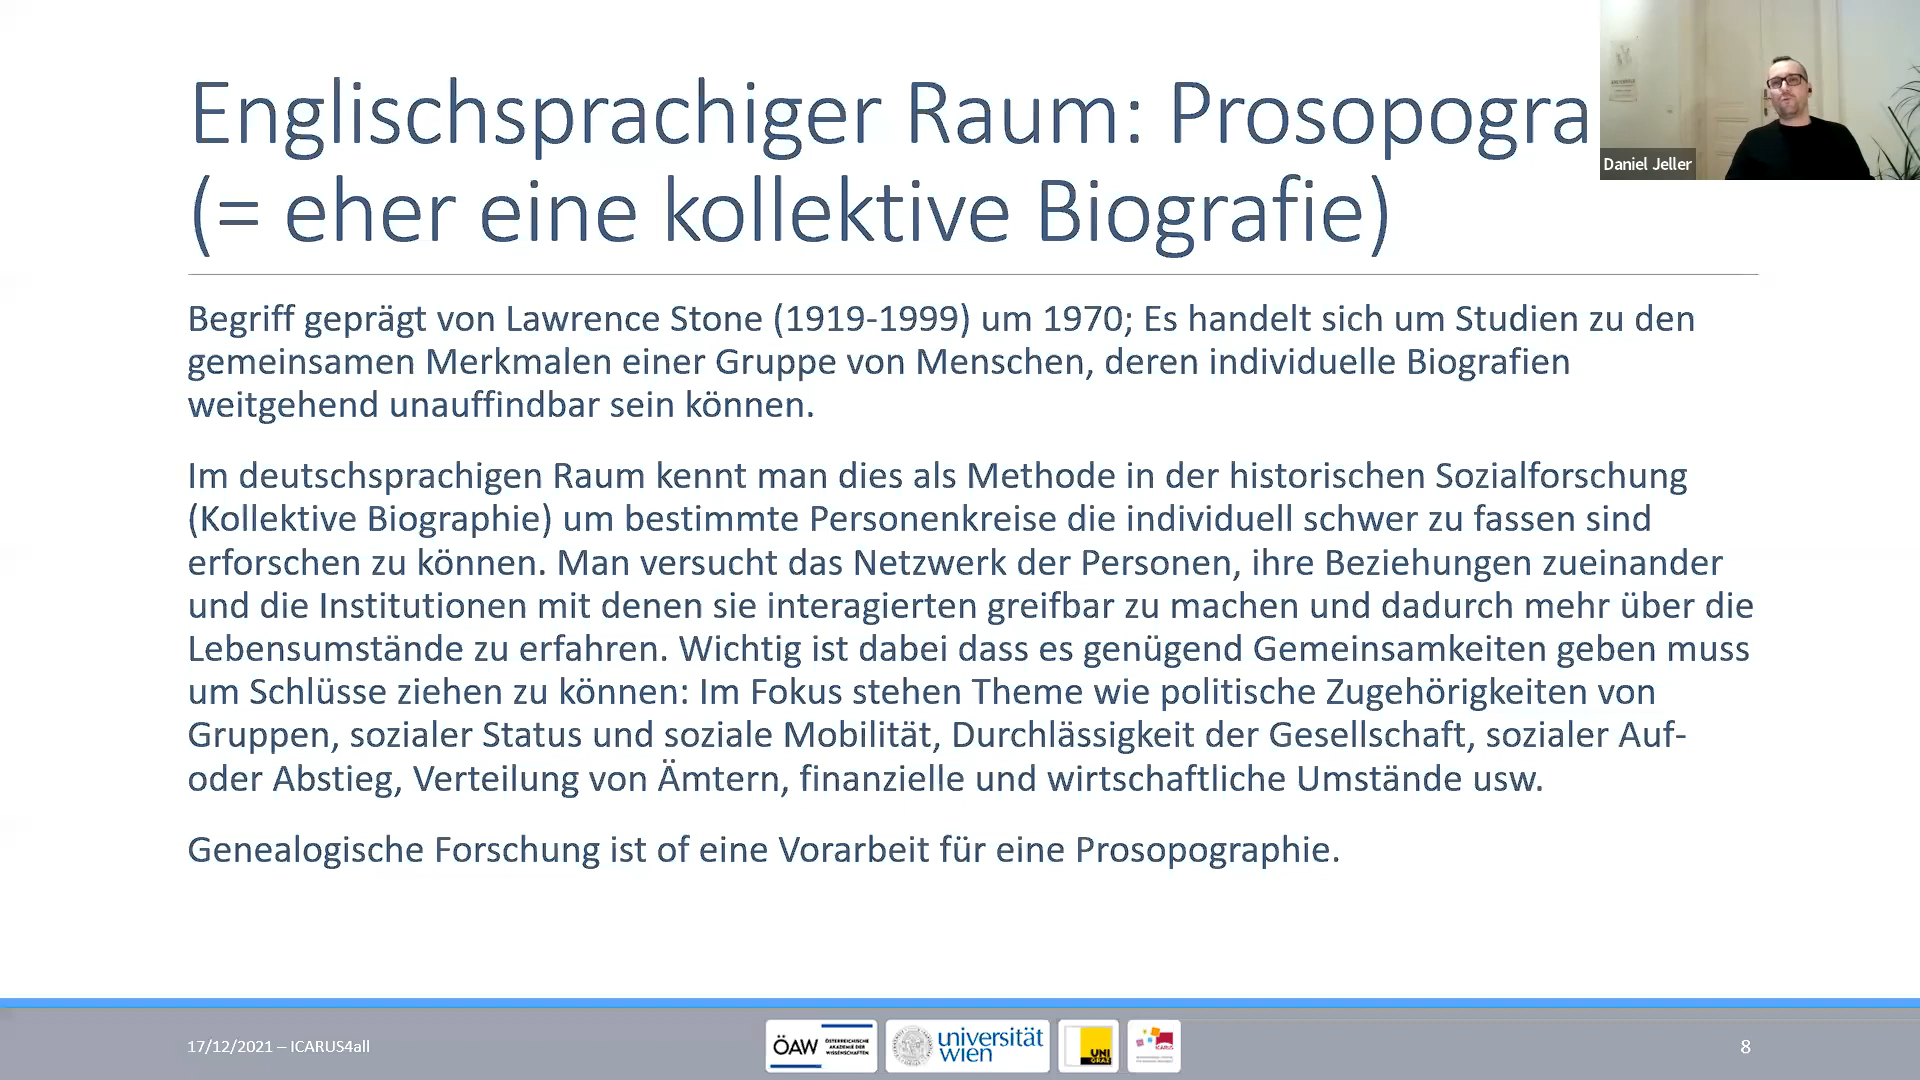 Englischsprachiger Raum: Prosopogra
(= eher eine kollektive Biografie)
Daniel Jeller
Begriff geprägt von Lawrence Stone (1919-1999) um 1970; Es handelt sich um Studien zu den
gemeinsamen Merkmalen einer Gruppe von Menschen, deren individuelle Biografien
weitgehend unauffindbar sein können.
Im deutschsprachigen Raum kennt man dies als Methode in der historischen Sozialforschung
(Kollektive Biographie) um bestimmte Personenkreise die individuell schwer zu fassen sind
erforschen zu können. Man versucht das Netzwerk der Personen, ihre Beziehungen zueinander
und die Institutionen mit denen sie interagierten greifbar zu machen und dadurch mehr über die
Lebensumstände zu erfahren. Wichtig ist dabei dass es genügend Gemeinsamkeiten geben muss
um Schlüsse ziehen zu können: Im Fokus stehen Theme wie politische Zugehörigkeiten von
Gruppen, sozialer Status und soziale Mobilität, Durchlässigkeit der Gesellschaft, sozialer Auf-
oder Abstieg, Verteilung von Ämtern, finanzielle und wirtschaftliche Umstände usw.
Genealogische Forschung ist of eine Vorarbeit für eine Prosopographie.
17/12/2021 – ICARUS4all
ÖAW
ÖSTERREICHISCHE
AKADEMIE DER
WISSENSCHAFTEN
universität
wien
UNI
GRAZ
ICARUS
8